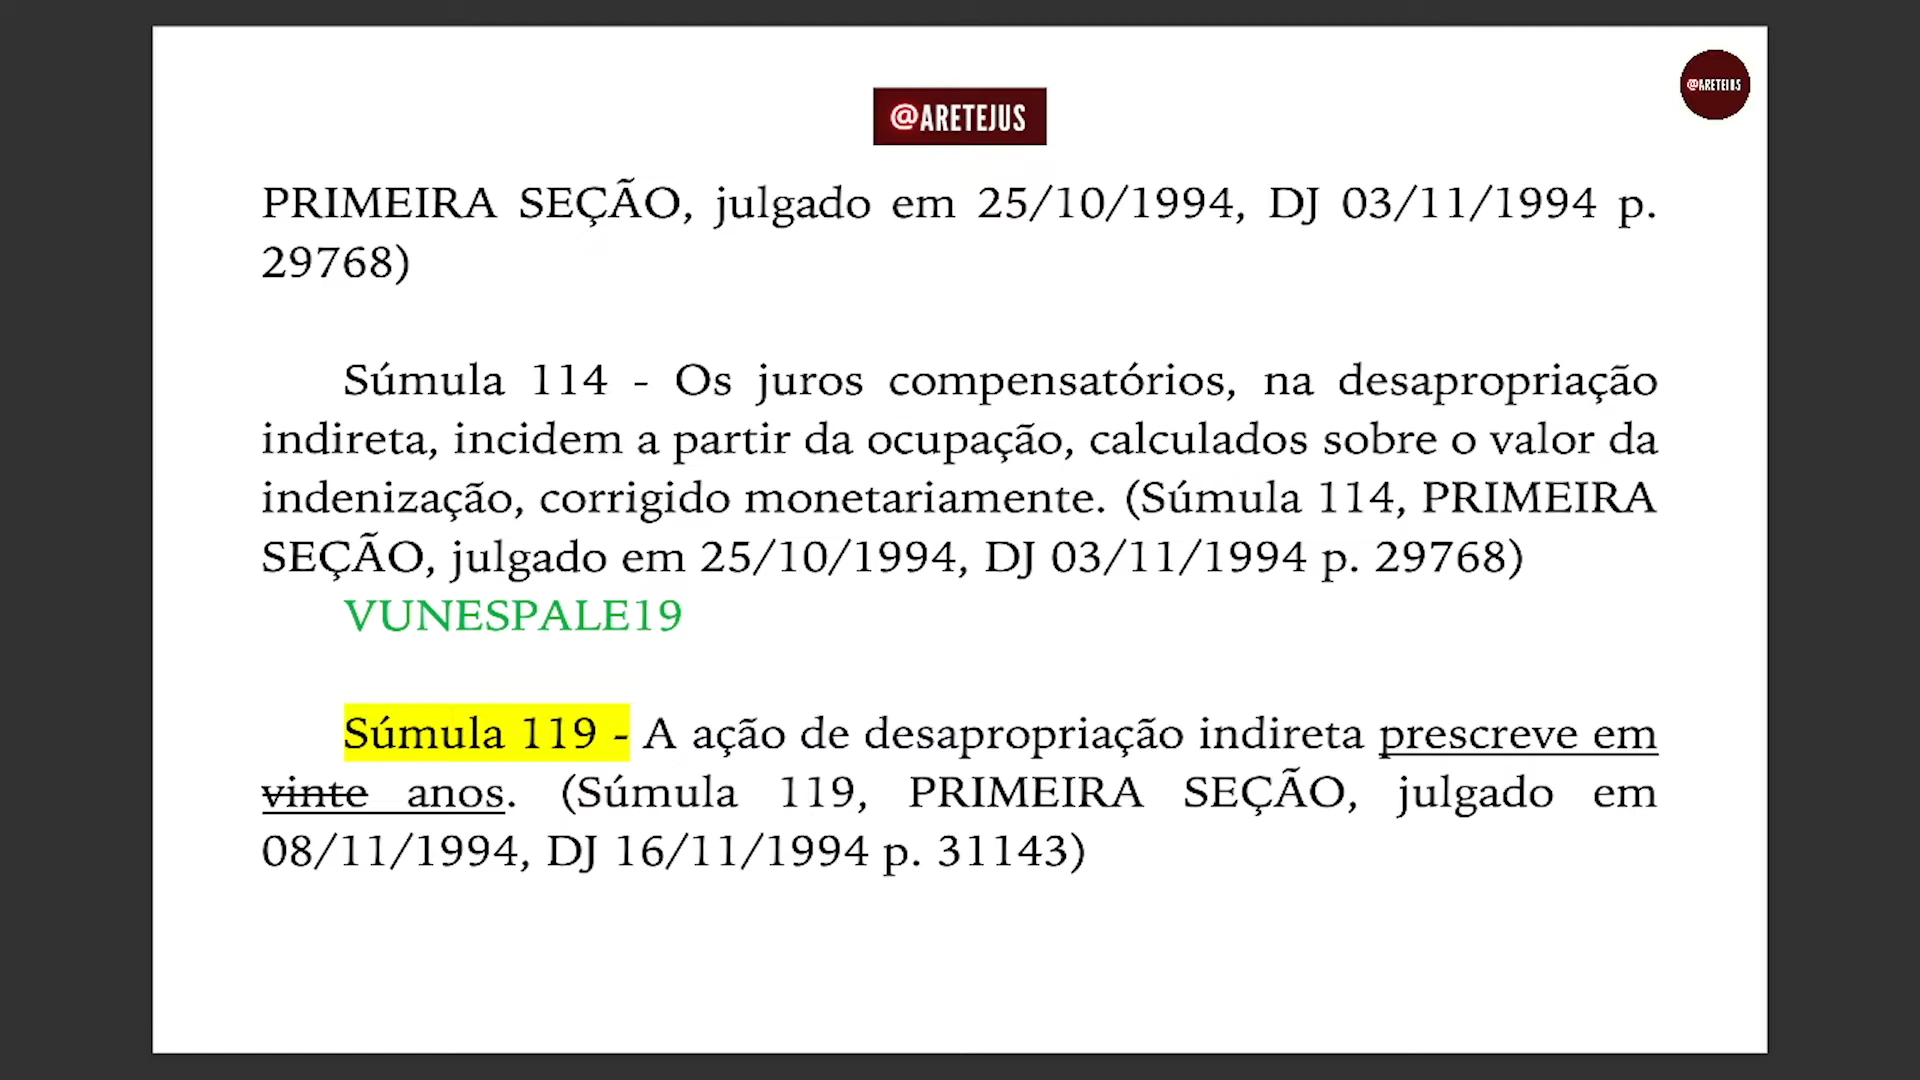 @ARETEJUS
@ARETEJUS
PRIMEIRA SEÇÃO, julgado em 25/10/1994, DJ 03/11/1994 p.
29768)
Súmula 114 - Os juros compensatórios, na desapropriação
indireta, incidem a partir da ocupação, calculados sobre o valor da
indenização, corrigido monetariamente. (Súmula 114, PRIMEIRA
SEÇÃO, julgado em 25/10/1994, DJ 03/11/1994 p. 29768)
VUNESPALE19
Súmula 119 - A ação de desapropriação indireta prescreve em
vinte anos. (Súmula 119, PRIMEIRA SEÇÃO, julgado em
08/11/1994, DJ 16/11/1994 p. 31143)